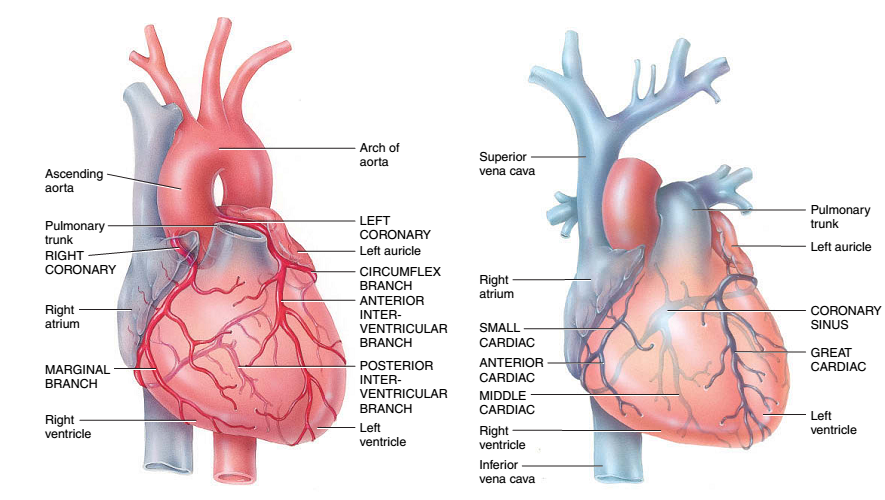 Ascending
aorta
Pulmonary
trunk
RIGHT
CORONARY
Right
atrium
MARGINAL
BRANCH
Right
ventricle
Arch of
aorta
LEFT
CORONARY
Left auricle
CIRCUMFLEX
BRANCH
ANTERIOR
INTER-
VENTRICULAR
BRANCH
POSTERIOR
INTER-
VENTRICULAR
BRANCH
Left
ventricle
Superior
vena cava
Right
atrium
SMALL
CARDIAC
ANTERIOR
CARDIAC
MIDDLE
CARDIAC
Right
ventricle
Inferior
vena cava
Pulmonary
trunk
Left auricle
CORONARY
SINUS
GREAT
CARDIAC
Left
ventricle